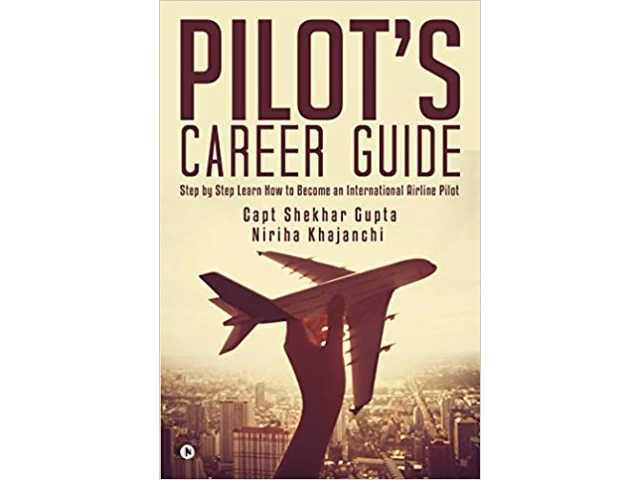 PILOT'S
CAREER GUIDE
Step by Step Learn How to Become an International Airline Pilot
Capt Shekhar Gupta
Niriha Khajanchi
N